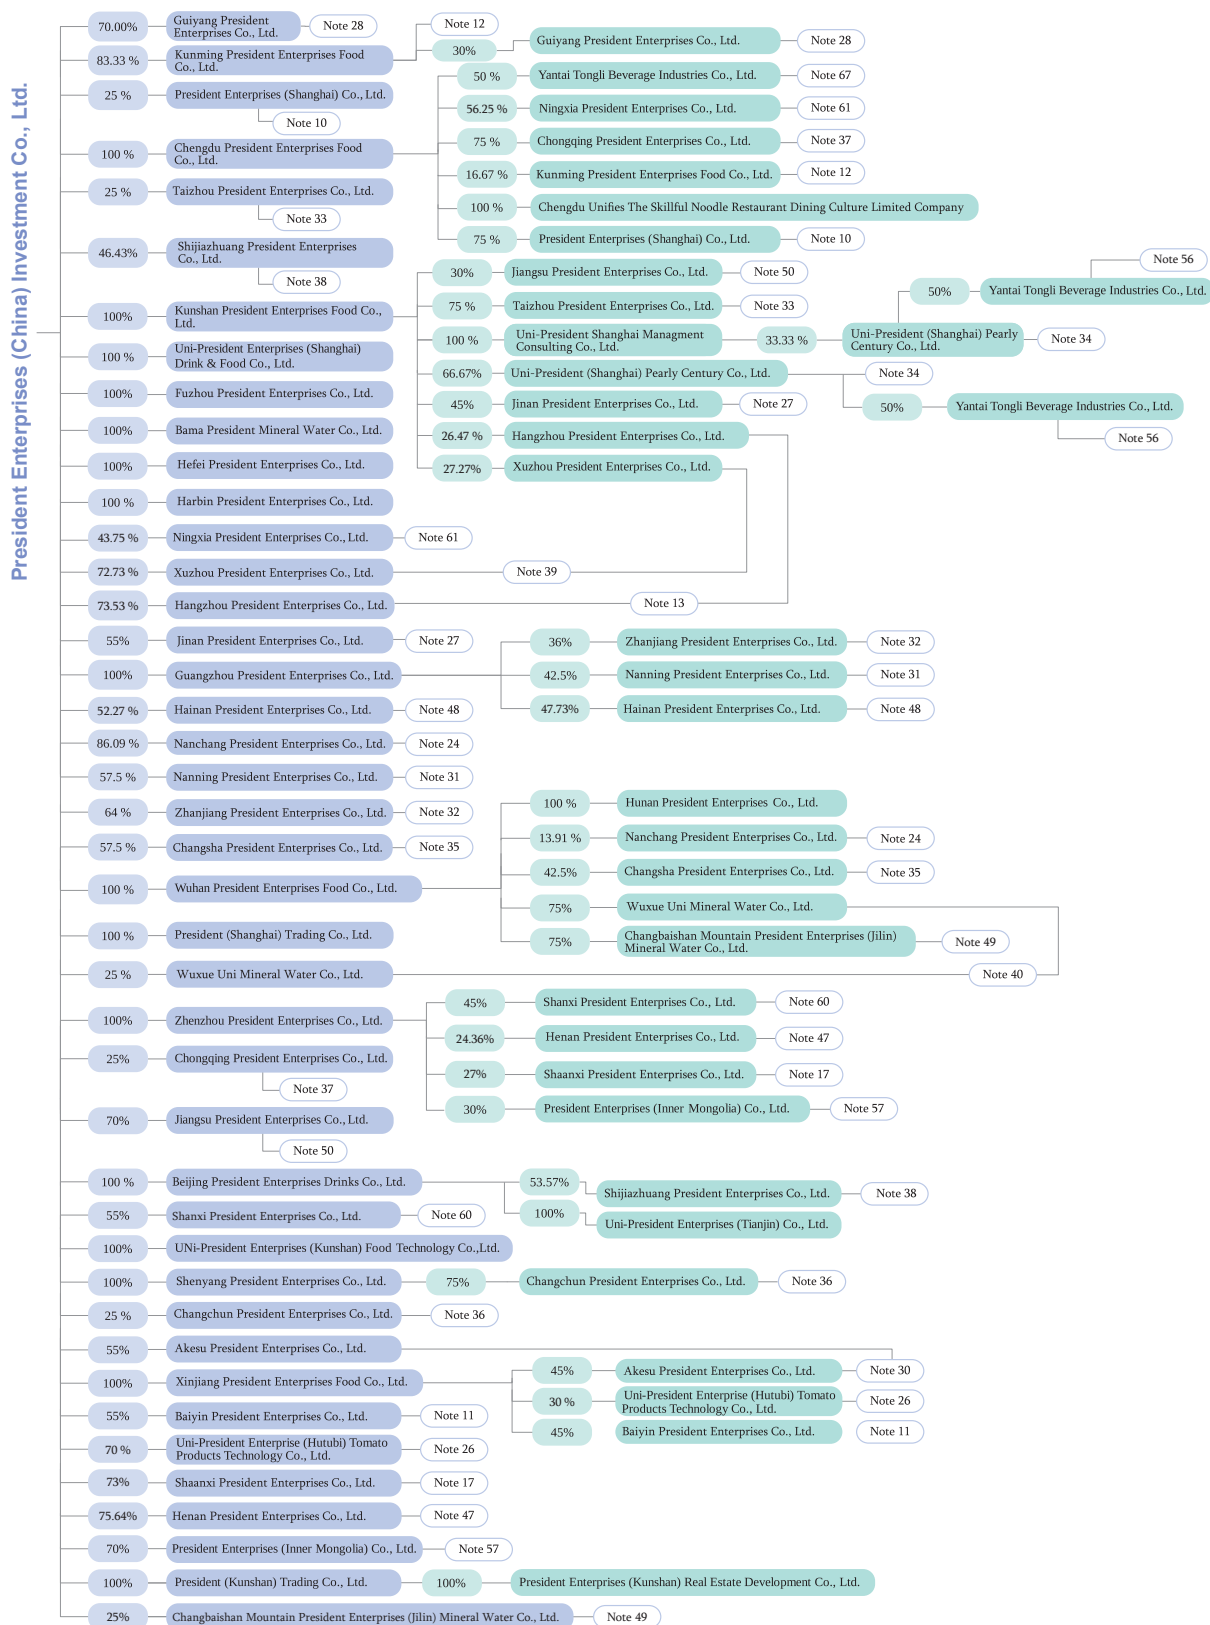 President Enterprises (China) Investment Co., Ltd.
70.00%
Guiyang President
Enterprises Co., Ltd.
Note 28
Note 12
83.33 %
Kunming President Enterprises Food
Co., Ltd.
30%
Guiyang President Enterprises Co., Ltd.
Note 28
25 %
President Enterprises (Shanghai) Co., Ltd.
Note 10
100 %
Chengdu President Enterprises Food
Co., Ltd.
50 %
Yantai Tongli Beverage Industries Co., Ltd.
Note 67
56.25 %
Ningxia President Enterprises Co., Ltd.
Note 61
75 %
Chongqing President Enterprises Co., Ltd.
Note 37
16.67 %
Kunming President Enterprises Food Co., Ltd.
Note 12
100 %
Chengdu Unifies The Skillful Noodle Restaurant Dining Culture Limited Company
75 %
President Enterprises (Shanghai) Co., Ltd.
Note 10
25 %
Taizhou President Enterprises Co., Ltd.
Note 33
46.43%
Shijiazhuang President Enterprises
Co., Ltd.
Note 38
100%
Kunshan President Enterprises Food Co.,
Ltd.
30%
Jiangsu President Enterprises Co., Ltd.
Note 50
75 %
Taizhou President Enterprises Co., Ltd.
Note 33
100 %
Uni-President Shanghai Managment
Consulting Co., Ltd.
33.33 %
Uni-President (Shanghai) Pearly
Century Co., Ltd.
Note 34
50%
Yantai Tongli Beverage Industries Co., Ltd.
Note 56
66.67%
Uni-President (Shanghai) Pearly Century Co., Ltd.
Note 34
50%
Yantai Tongli Beverage Industries Co., Ltd.
Note 56
45%
Jinan President Enterprises Co., Ltd.
Note 27
26.47 %
Hangzhou President Enterprises Co., Ltd.
27.27%
Xuzhou President Enterprises Co., Ltd.
100 %
Uni-President Enterprises (Shanghai)
Drink & Food Co., Ltd.
100%
Fuzhou President Enterprises Co., Ltd.
100%
Bama President Mineral Water Co., Ltd.
100%
Hefei President Enterprises Co., Ltd.
100 %
Harbin President Enterprises Co., Ltd.
43.75 %
Ningxia President Enterprises Co., Ltd.
Note 61
72.73 %
Xuzhou President Enterprises Co., Ltd.
Note 39
73.53 %
Hangzhou President Enterprises Co., Ltd.
Note 13
55%
Jinan President Enterprises Co., Ltd.
Note 27
100%
Guangzhou President Enterprises Co., Ltd.
36%
Zhanjiang President Enterprises Co., Ltd.
Note 32
42.5%
Nanning President Enterprises Co., Ltd.
Note 31
47.73%
Hainan President Enterprises Co., Ltd.
Note 48
52.27 %
Hainan President Enterprises Co., Ltd.
Note 48
86.09 %
Nanchang President Enterprises Co., Ltd.
Note 24
57.5 %
Nanning President Enterprises Co., Ltd.
Note 31
64 %
Zhanjiang President Enterprises Co., Ltd.
Note 32
57.5 %
Changsha President Enterprises Co., Ltd.
Note 35
100 %
Wuhan President Enterprises Food Co., Ltd.
100 %
Hunan President Enterprises Co., Ltd.
13.91 %
Nanchang President Enterprises Co., Ltd.
Note 24
42.5%
Changsha President Enterprises Co., Ltd.
Note 35
75%
Wuxue Uni Mineral Water Co., Ltd.
75%
Changbaishan Mountain President Enterprises (Jilin)
Mineral Water Co., Ltd.
Note 49
100 %
President (Shanghai) Trading Co., Ltd.
25 %
Wuxue Uni Mineral Water Co., Ltd.
Note 40
100%
Zhenzhou President Enterprises Co., Ltd.
45%
Shanxi President Enterprises Co., Ltd.
Note 60
24.36%
Henan President Enterprises Co., Ltd.
Note 47
27%
Shaanxi President Enterprises Co., Ltd.
Note 17
30%
President Enterprises (Inner Mongolia) Co., Ltd.
Note 57
25%
Chongqing President Enterprises Co., Ltd.
Note 37
70%
Jiangsu President Enterprises Co., Ltd.
Note 50
100 %
Beijing President Enterprises Drinks Co., Ltd.
53.57%
Shijiazhuang President Enterprises Co., Ltd.
Note 38
100%
Uni-President Enterprises (Tianjin) Co., Ltd.
55%
Shanxi President Enterprises Co., Ltd.
Note 60
100%
UNi-President Enterprises (Kunshan) Food Technology Co.,Ltd.
100%
Shenyang President Enterprises Co., Ltd.
75%
Changchun President Enterprises Co., Ltd.
Note 36
25 %
Changchun President Enterprises Co., Ltd.
Note 36
55%
Akesu President Enterprises Co., Ltd.
100%
Xinjiang President Enterprises Food Co., Ltd.
45%
Akesu President Enterprises Co., Ltd.
Note 30
30 %
Uni-President Enterprise (Hutubi) Tomato
Products Technology Co., Ltd.
Note 26
45%
Baiyin President Enterprises Co., Ltd.
Note 11
55%
Baiyin President Enterprises Co., Ltd.
Note 11
70 %
Uni-President Enterprise (Hutubi) Tomato
Products Technology Co., Ltd.
Note 26
73%
Shaanxi President Enterprises Co., Ltd.
Note 17
75.64%
Henan President Enterprises Co., Ltd.
Note 47
70%
President Enterprises (Inner Mongolia) Co., Ltd.
Note 57
100%
President (Kunshan) Trading Co., Ltd.
100%
President Enterprises (Kunshan) Real Estate Development Co., Ltd.
25%
Changbaishan Mountain President Enterprises (Jilin) Mineral Water Co., Ltd.
Note 49